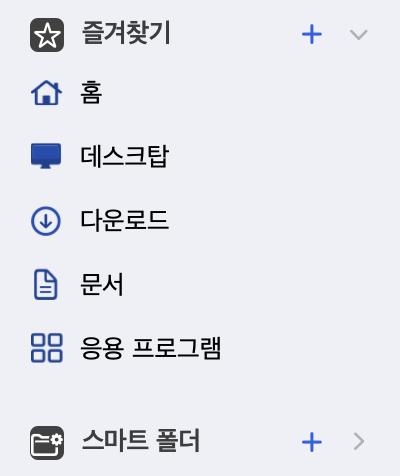 즐겨찾기
홈
데스크탑
다운로드
문서
응용 프로그램
스마트 폴더